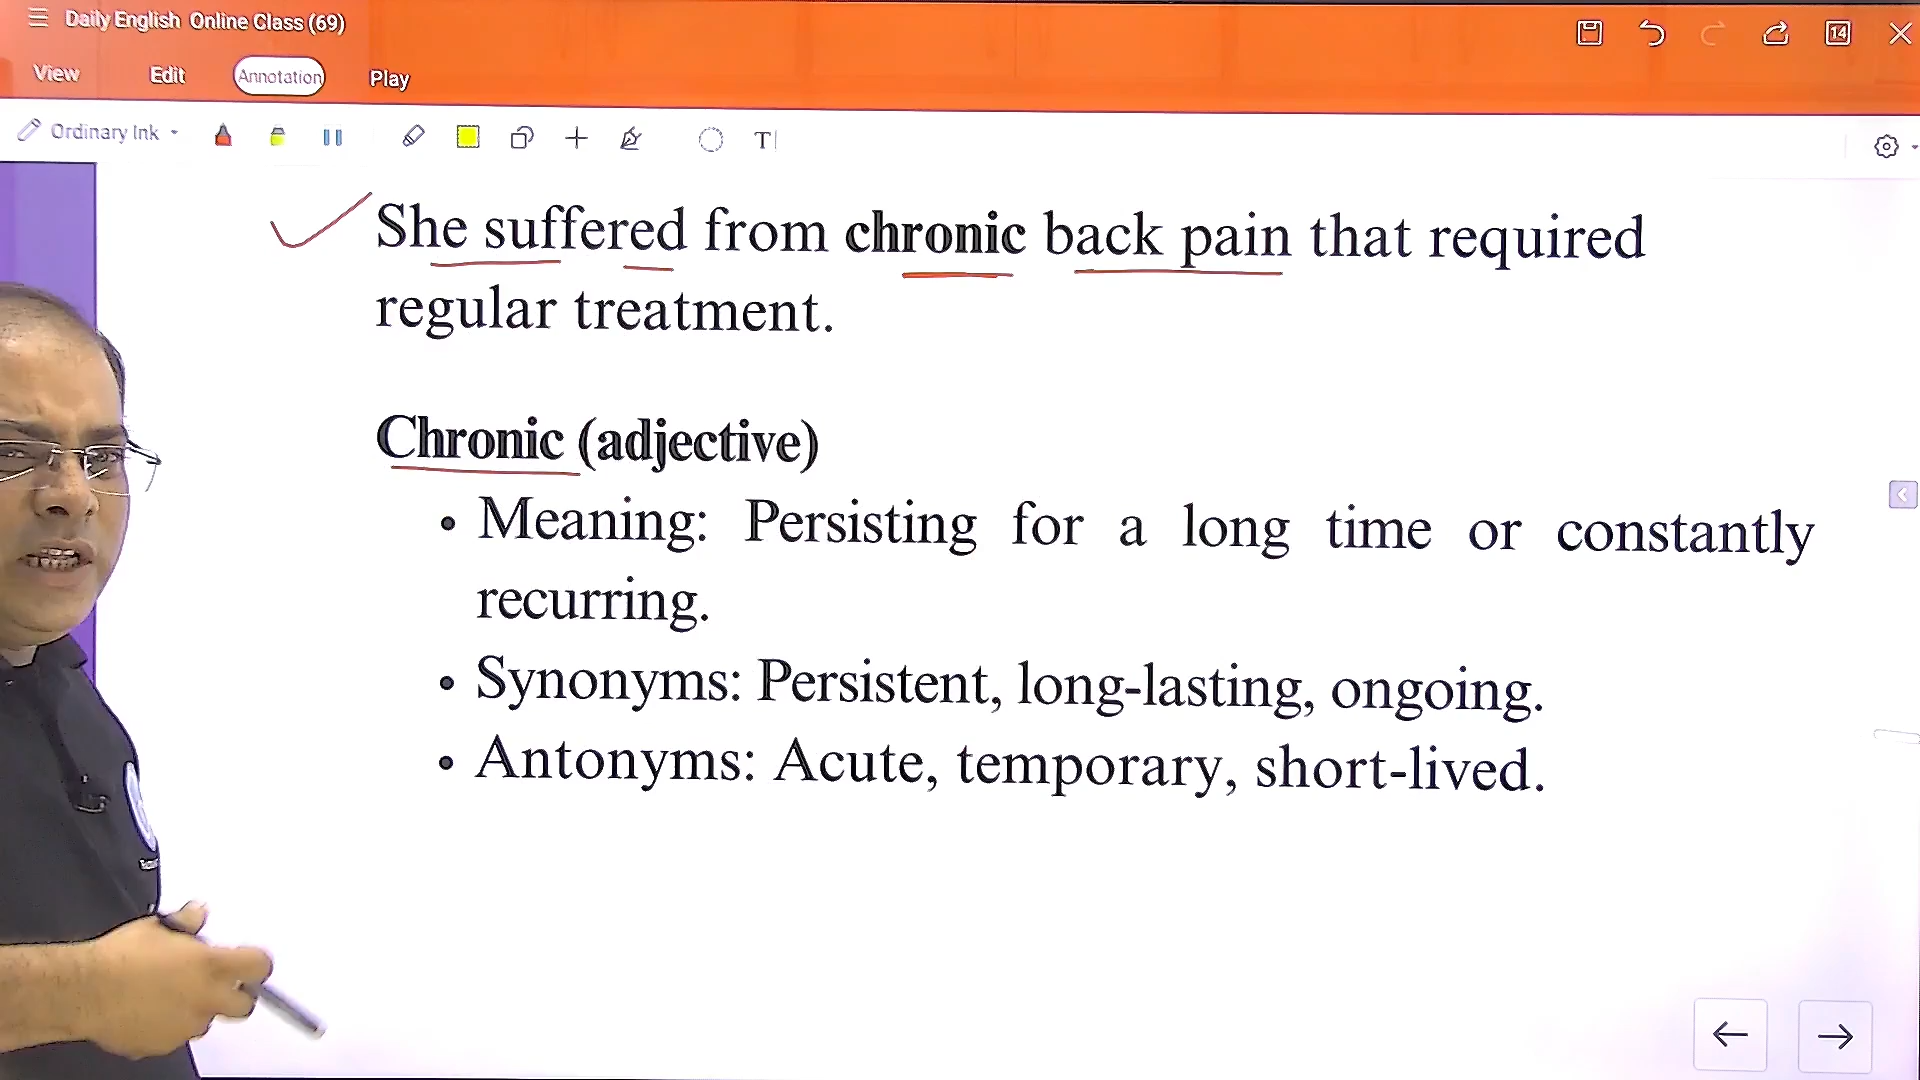 Daily English Online Class (69)
14
View Edit Annotation Play
Ordinary Ink
T
She suffered from chronic back pain that required
regular treatment.
Chronic (adjective)
• Meaning: Persisting for a long time or constantly
recurring.
• Synonyms: Persistent, long-lasting, ongoing.
• Antonyms: Acute, temporary, short-lived.